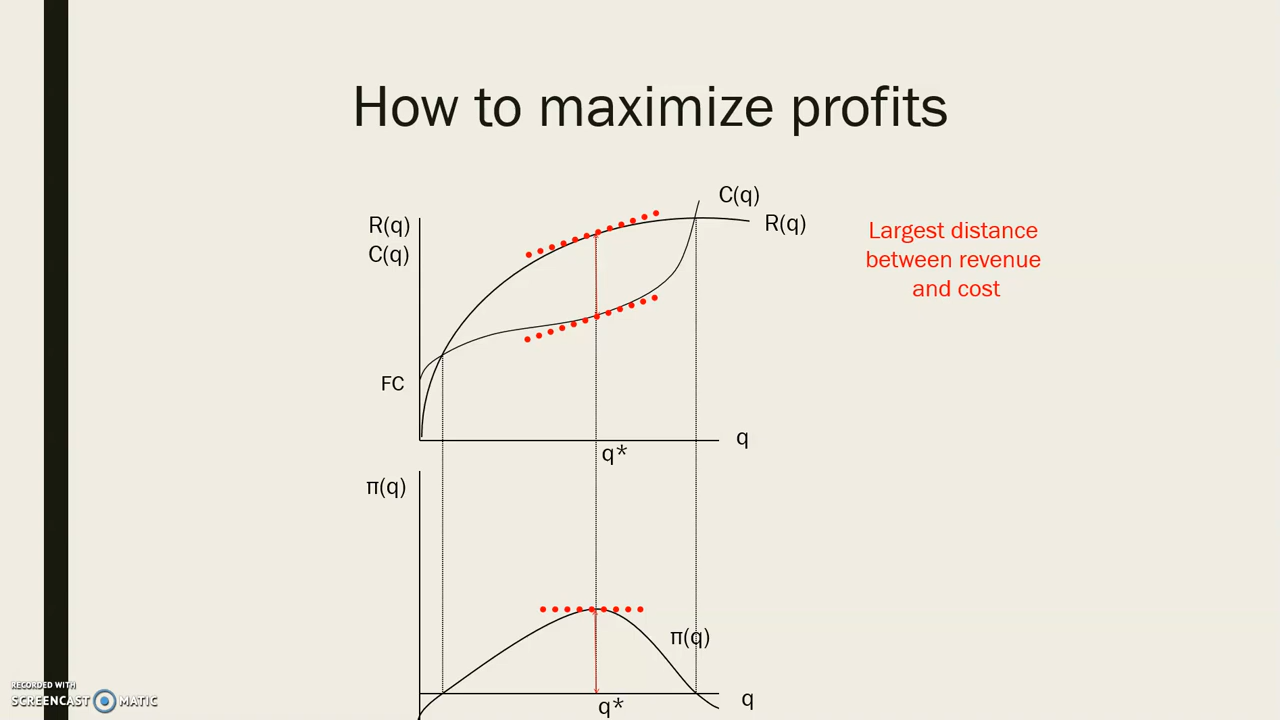 How to maximize profits
C(q)
R(q)
R(q)
C(q)
Largest distance
between revenue
and cost
FC
q
q*
π(q)
π(q)
q
q*
RECORDED WITH
SCREENCAST MATIC